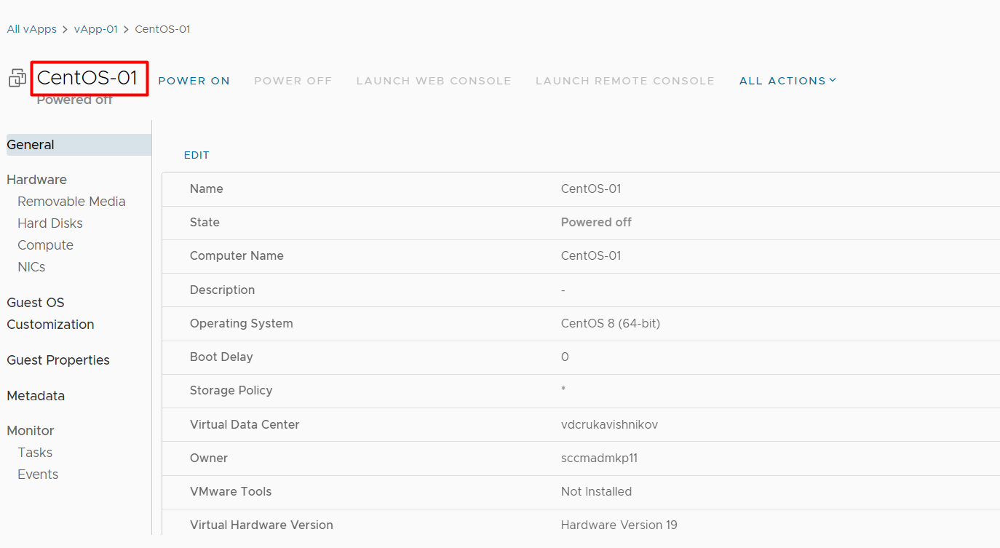 All vApps > vApp-01 > CentOS-01
CentOS-01 POWER ON POWER OFF LAUNCH WEB CONSOLE LAUNCH REMOTE CONSOLE ALL ACTIONS
Powered off
General
Hardware
Removable Media
Hard Disks
Compute
NICs
Guest OS
Customization
Guest Properties
Metadata
Monitor
Tasks
Events
EDIT
Name CentOS-01
State Powered off
Computer Name CentOS-01
Description -
Operating System CentOS 8 (64-bit)
Boot Delay 0
Storage Policy *
Virtual Data Center vdcrukavishnikov
Owner sccmadmkp11
VMware Tools Not Installed
Virtual Hardware Version Hardware Version 19